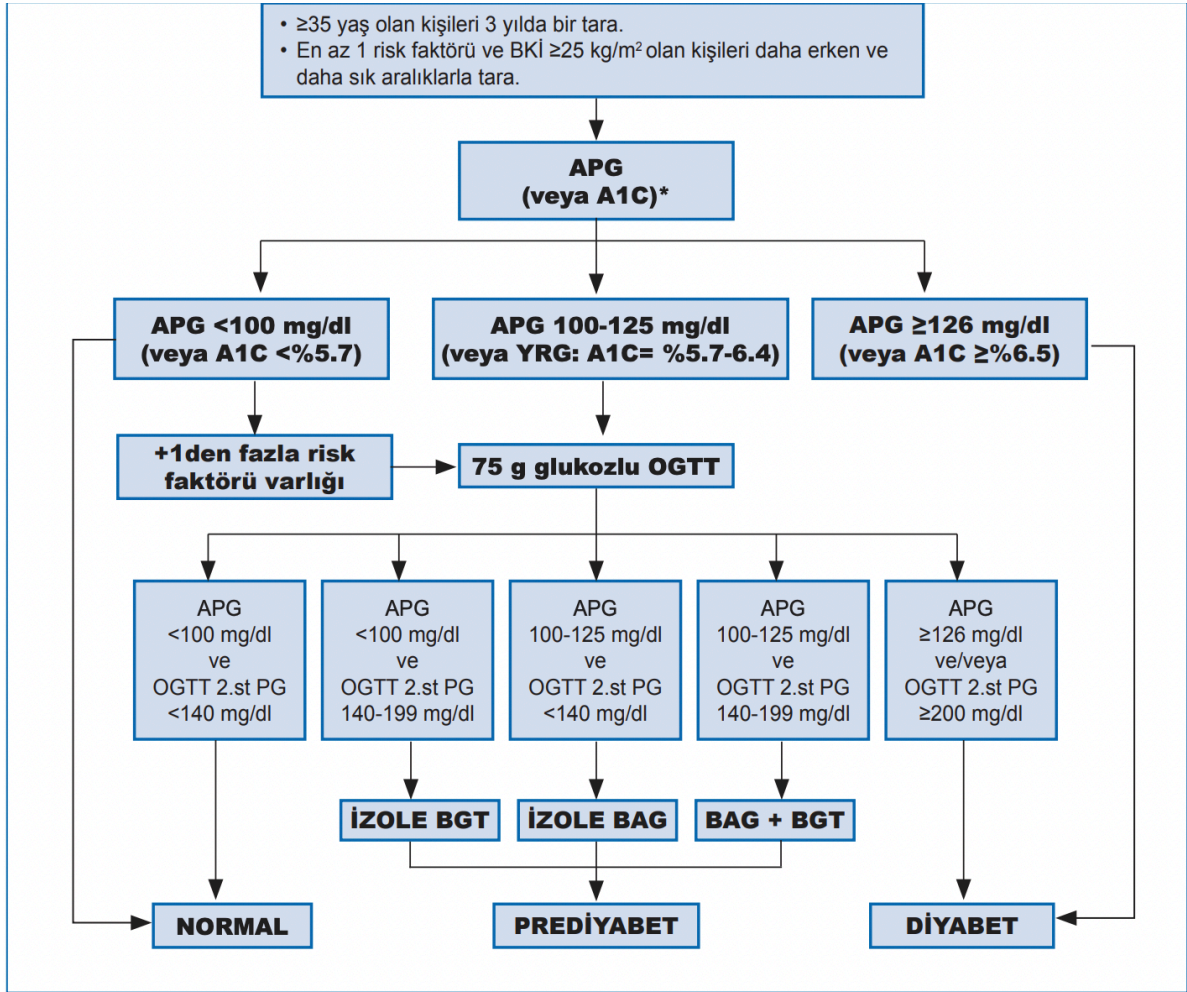 • ≥35 yaş olan kişileri 3 yılda bir tara.
• En az 1 risk faktörü ve BKİ ≥25 kg/m² olan kişileri daha erken ve
daha sık aralıklarla tara.
APG
(veya A1C)*
APG <100 mg/dl
(veya A1C <%5.7)
APG 100-125 mg/dl
(veya YRG: A1C= %5.7-6.4)
APG ≥126 mg/dl
(veya A1C ≥%6.5)
+1den fazla risk
faktörü varlığı
75 g glukozlu OGTT
APG
<100 mg/dl
ve
OGTT 2.st PG
<140 mg/dl
APG
<100 mg/dl
ve
OGTT 2.st PG
140-199 mg/dl
APG
100-125 mg/dl
ve
OGTT 2.st PG
<140 mg/dl
APG
100-125 mg/dl
ve
OGTT 2.st PG
140-199 mg/dl
APG
≥126 mg/dl
ve/veya
OGTT 2.st PG
≥200 mg/dl
İZOLE BGT
İZOLE BAG
BAG + BGT
NORMAL
PREDİYABET
DİYABET